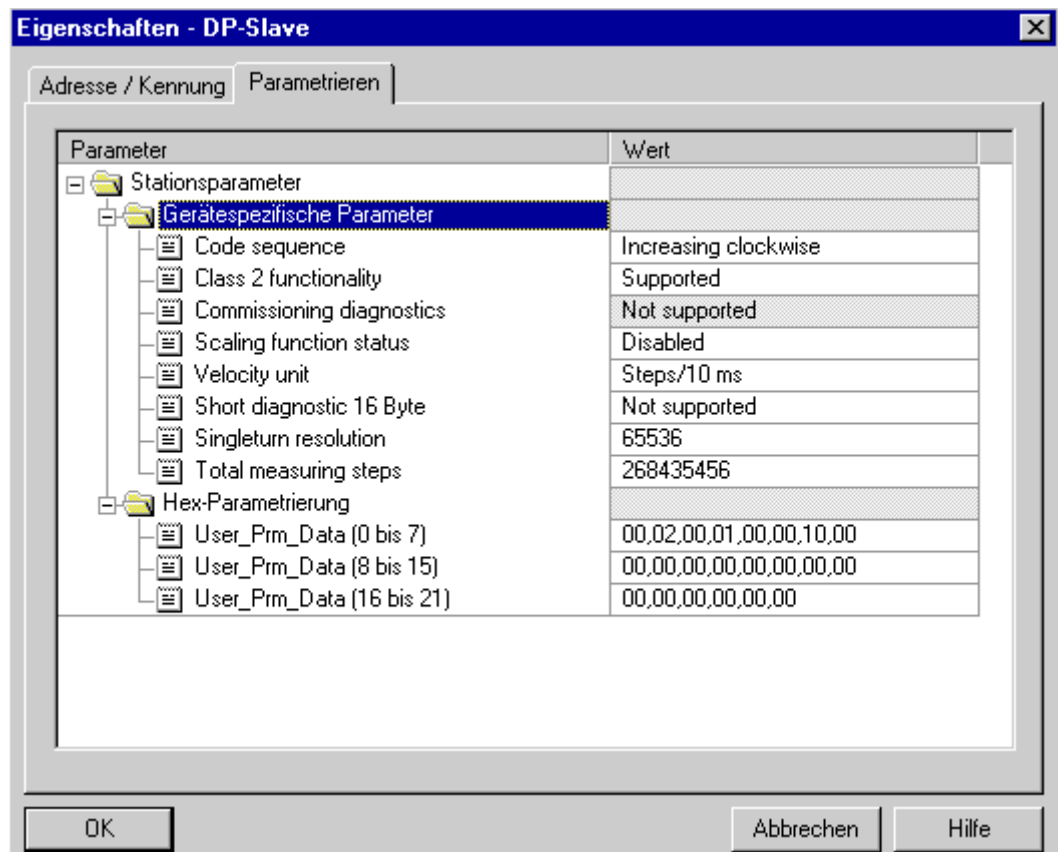 Eigenschaften - DP-Slave
Adresse / Kennung Parametrieren
Parameter Wert
Stationsparameter
Gerätespezifische Parameter
Code sequence Increasing clockwise
Class 2 functionality Supported
Commissioning diagnostics Not supported
Scaling function status Disabled
Velocity unit Steps/10 ms
Short diagnostic 16 Byte Not supported
Singleturn resolution 65536
Total measuring steps 268435456
Hex-Parametrierung
User_Prm_Data (0 bis 7) 00,02,00,01,00,00,10,00
User_Prm_Data (8 bis 15) 00,00,00,00,00,00,00,00
User_Prm_Data (16 bis 21) 00,00,00,00,00,00
OK Abbrechen Hilfe